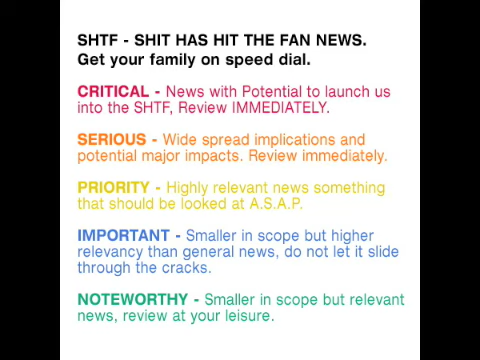 SHTF - SHIT HAS HIT THE FAN NEWS.
Get your family on speed dial.
CRITICAL - News with Potential to launch us
into the SHTF, Review IMMEDIATELY.
SERIOUS - Wide spread implications and
potential major impacts. Review immediately.
PRIORITY - Highly relevant news something
that should be looked at A.S.A.P.
IMPORTANT - Smaller in scope but higher
relevancy than general news, do not let it slide
through the cracks.
NOTEWORTHY - Smaller in scope but relevant
news, review at your leisure.